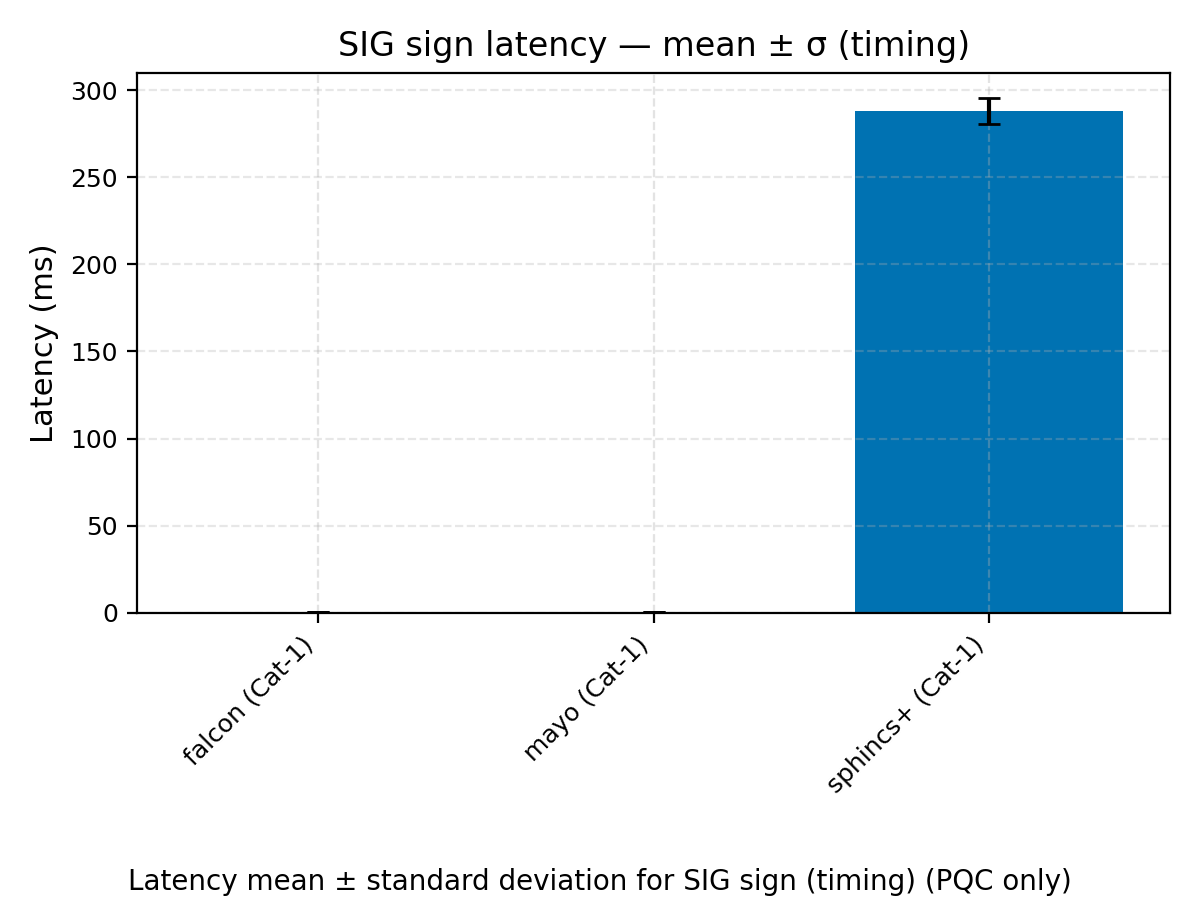 SIG sign latency — mean ± σ (timing)
Latency (ms)
300
250
200
150
100
50
0
falcon (Cat-1)
mayo (Cat-1)
sphincs+ (Cat-1)
Latency mean ± standard deviation for SIG sign (timing) (PQC only)